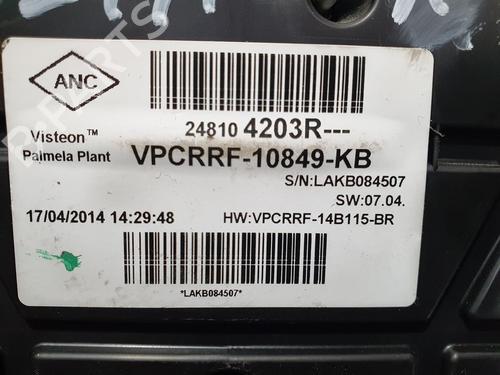 ANC
24810 4203R---
Visteon™
Palmela Plant
VPCRRF-10849-KB
S/N:LAKB084507
SW:07.04.
17/04/2014 14:29:48
HW:VPCRRF-14B115-BR
*LAKB084507*